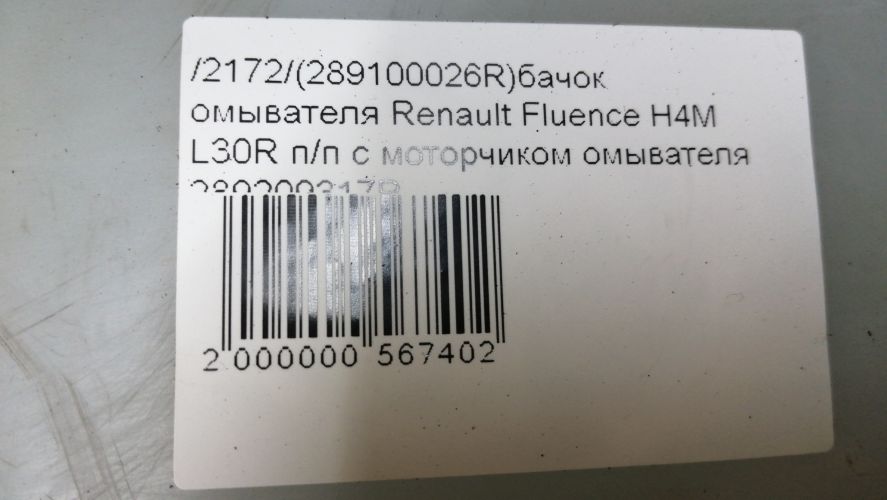 /2172/(289100026R)бачок
омывателя Renault Fluence H4M
L30R п/п с моторчиком омывателя
2 000000 567402